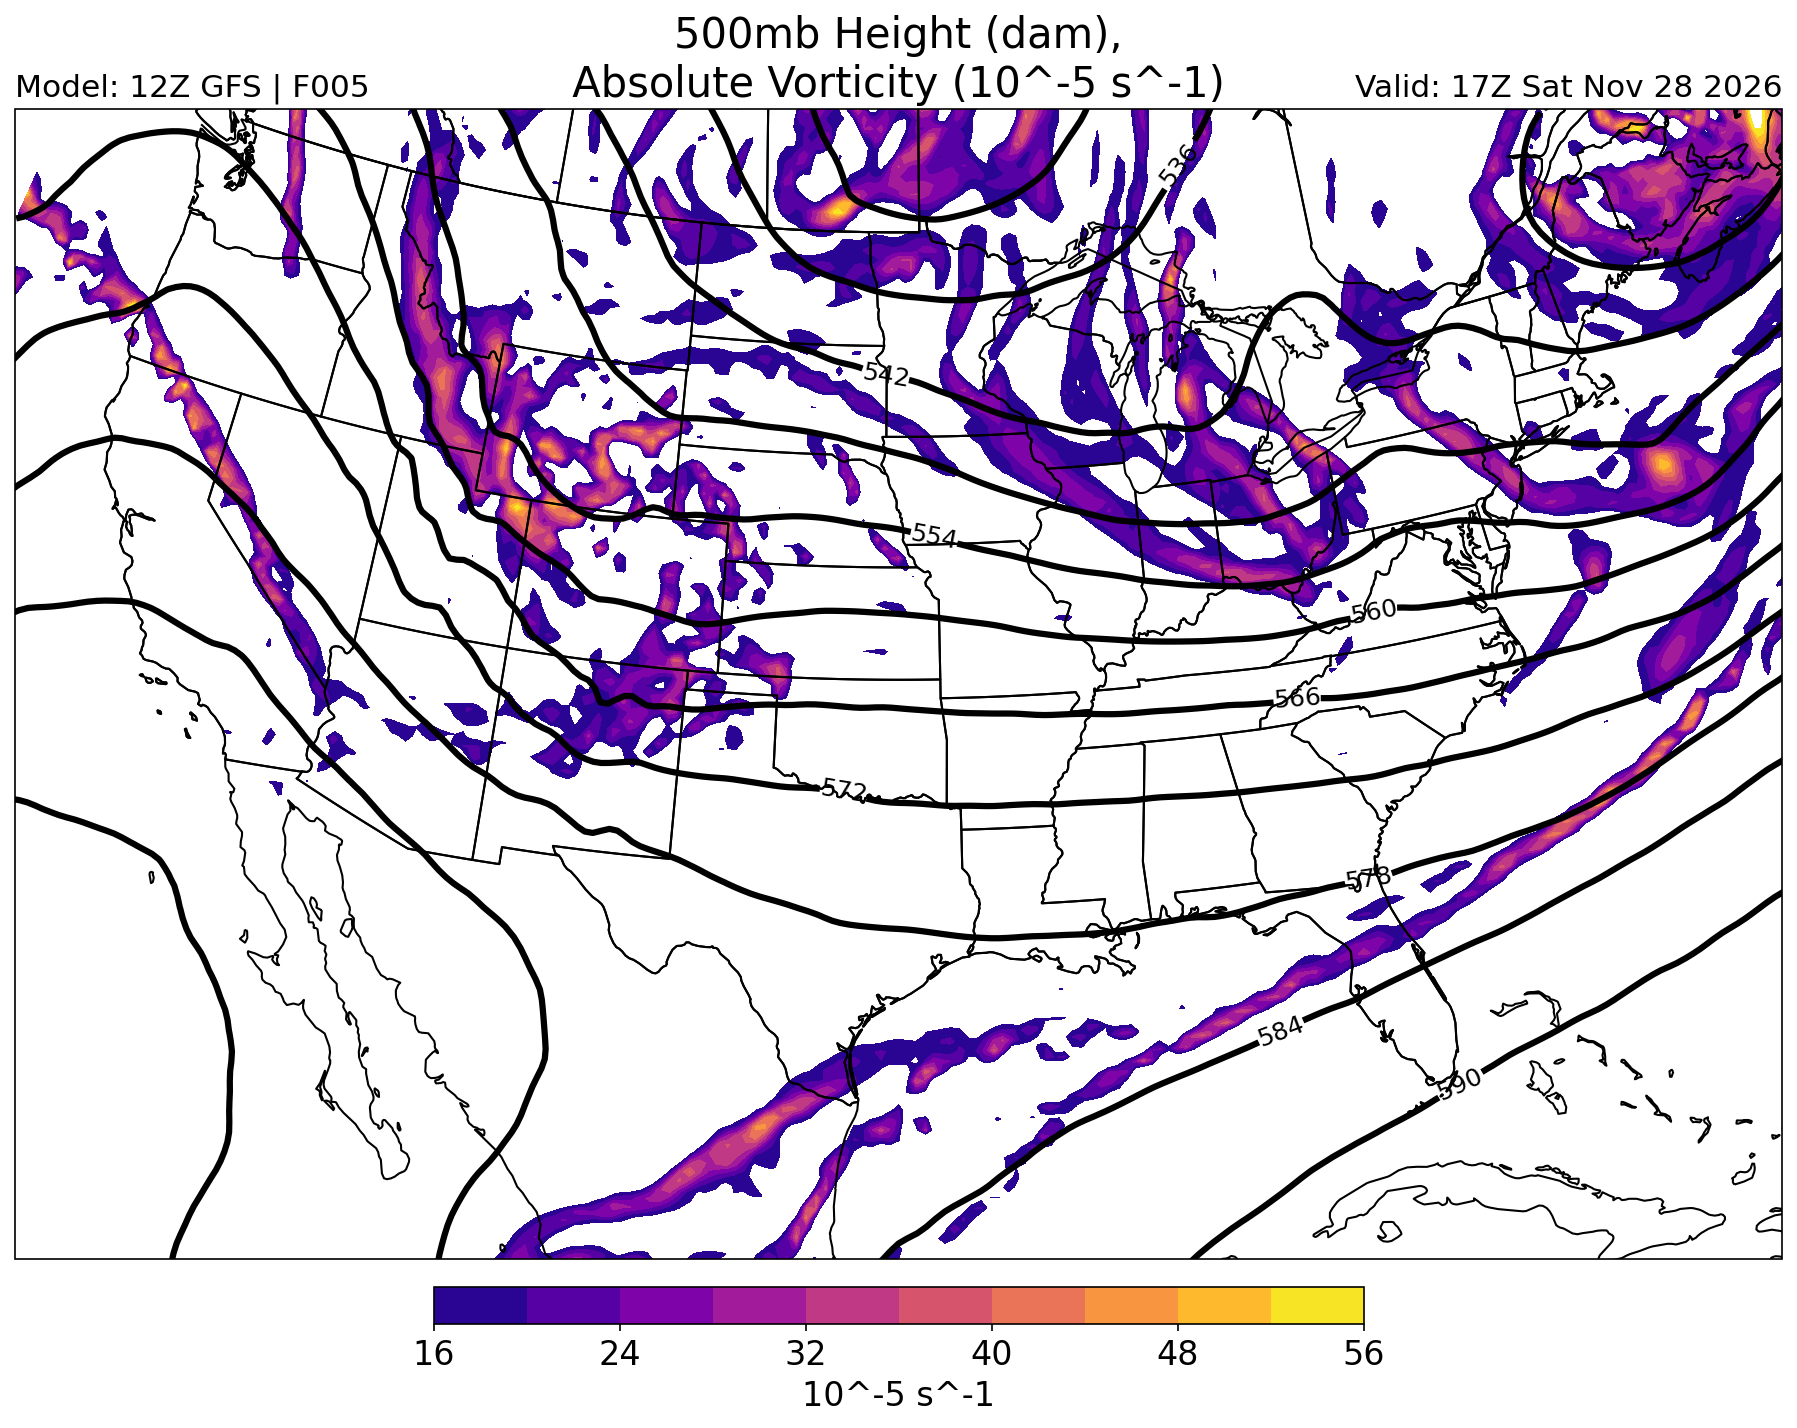 500mb Height (dam),
Model: 12Z GFS | F005
Absolute Vorticity (10^-5 s^-1)
Valid: 17Z Sat Nov 28 2026
536
542
554
560
566
572
578
584
590
16 24 32 40 48 56
10^-5 s^-1